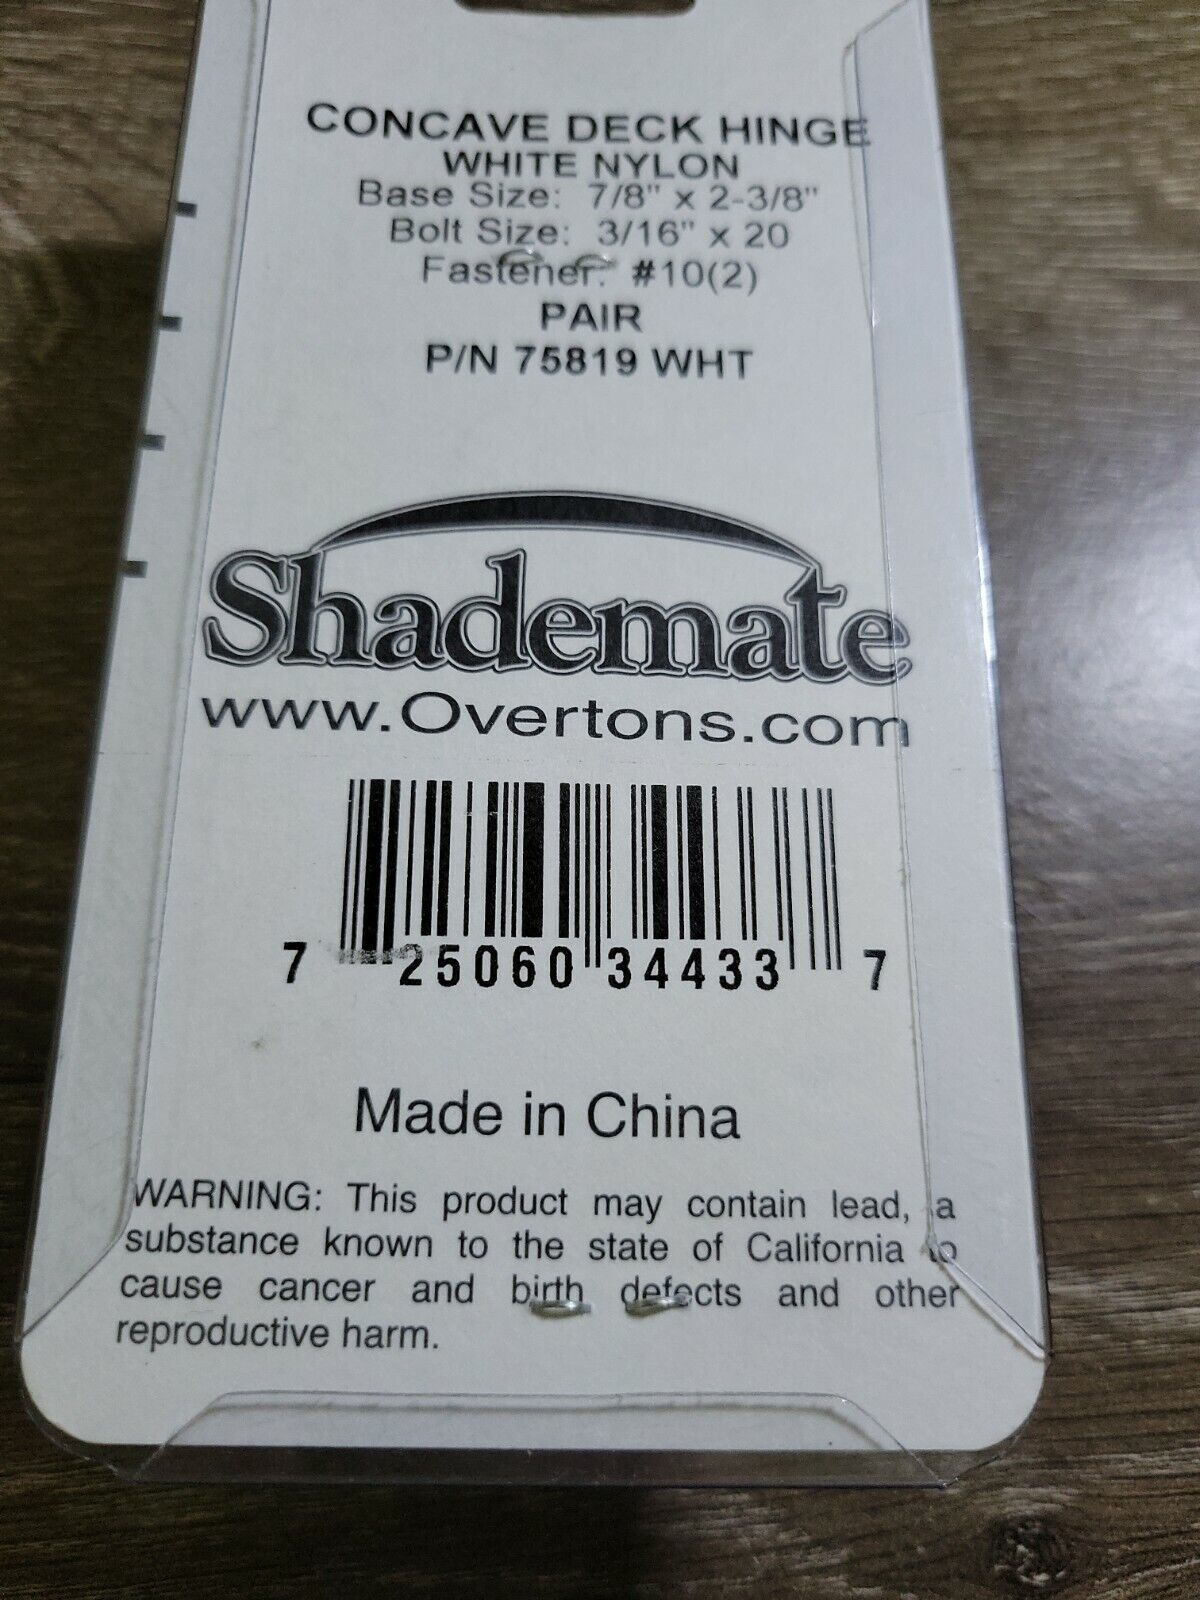 CONCAVE DECK HINGE
WHITE NYLON
Base Size: 7/8" x 2-3/8"
Bolt Size: 3/16" x 20
Fastener: #10(2)
PAIR
P/N 75819 WHT
Shademate
www.Overtons.com
7 25060 34433 7
Made in China
WARNING: This product may contain lead, a
substance known to the state of California to
cause cancer and birth defects and other
reproductive harm.